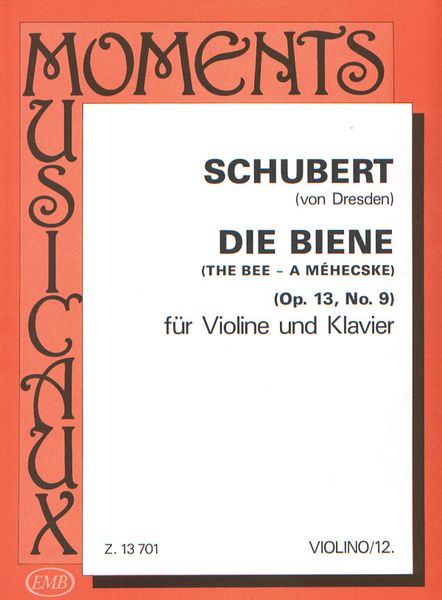 MOMENTS
MUSICAUX
SCHUBERT
(von Dresden)
DIE BIENE
(THE BEE – A MÉHECSKE)
(Op. 13, No. 9)
für Violine und Klavier
Z. 13 701
VIOLINO/12.
EMB